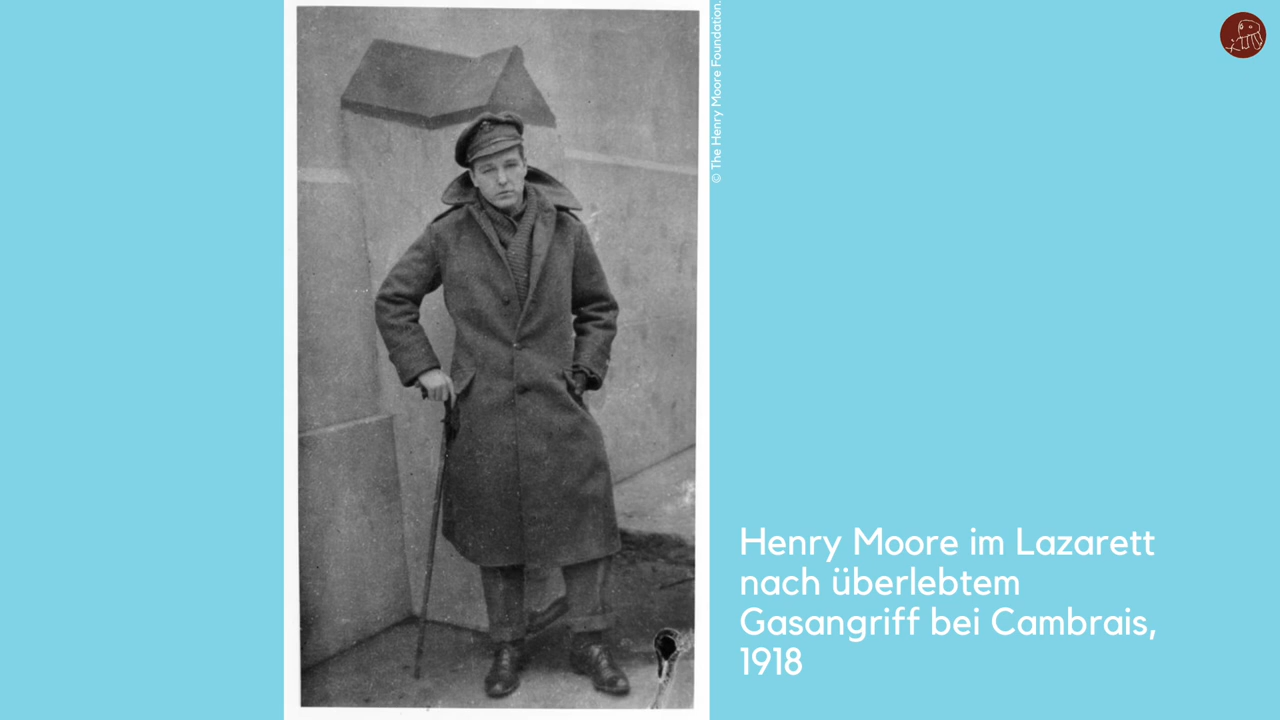 © The Henry Moore Foundation.
Henry Moore im Lazarett
nach überlebtem
Gasangriff bei Cambrais,
1918